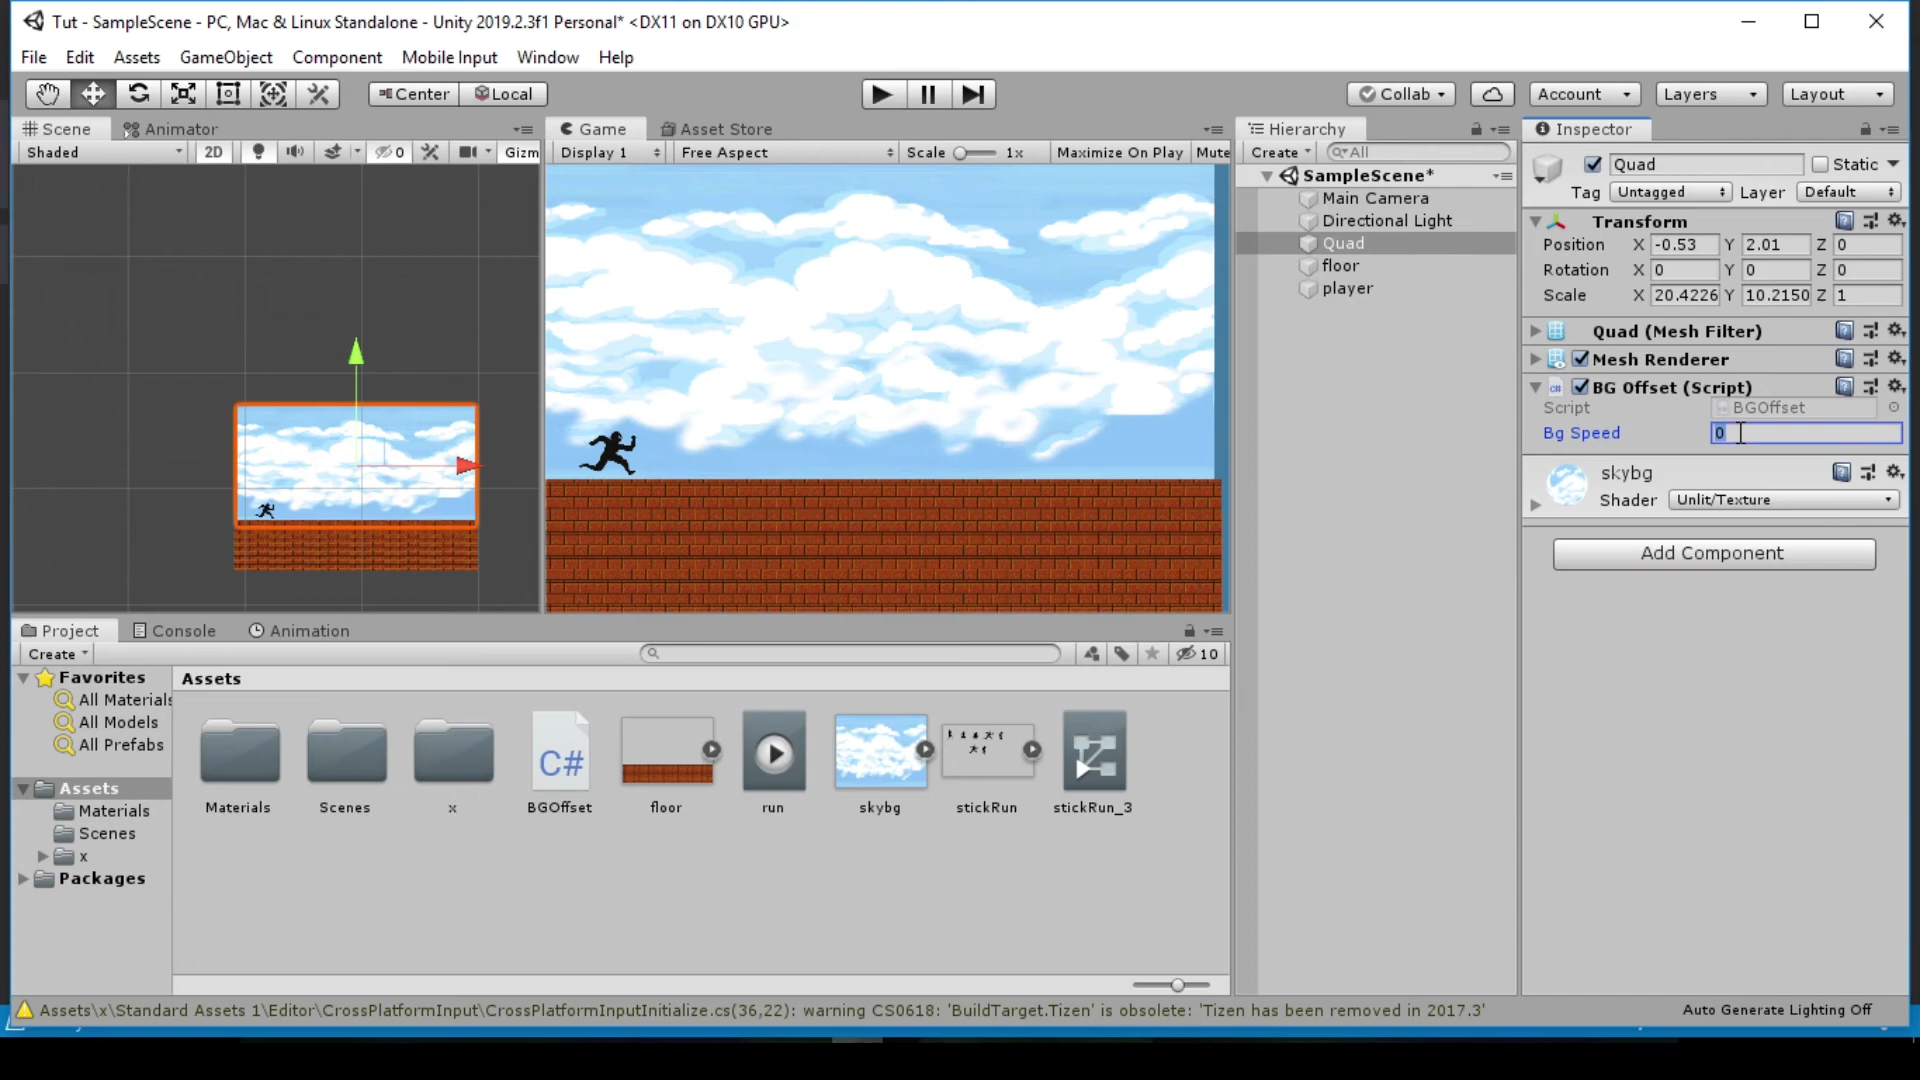 Tut - SampleScene - PC, Mac & Linux Standalone - Unity 2019.2.3f1 Personal* <DX11 on DX10 GPU>
File Edit Assets GameObject Component Mobile Input Window Help
Center Local Collab Account Layers Layout
Scene Animator Game Asset Store Hierarchy Inspector
Shaded 2D 0 Gizm Display 1 Free Aspect Scale 1x Maximize On Play Mute Create All
Quad Static
SampleScene*
Tag Untagged Layer Default
Main Camera
Directional Light
Quad
floor
player
Transform
Position X -0.53 Y 2.01 Z 0
Rotation X 0 Y 0 Z 0
Scale X 20.4226 Y 10.2150 Z 1
Quad (Mesh Filter)
Mesh Renderer
BG Offset (Script)
Script BGOffset
Bg Speed 0
skybg
Shader Unlit/Texture
Add Component
Project Console Animation
Create 10
Favorites
All Materials
All Models
All Prefabs
Assets
Materials
Scenes
x
Packages
Assets
C#
Materials Scenes x BGOffset floor run skybg stickRun stickRun_3
Assets\x\Standard Assets 1\Editor\CrossPlatformInput\CrossPlatformInputInitialize.cs(36,22): warning CS0618: 'BuildTarget.Tizen' is obsolete: 'Tizen has been removed in 2017.3'
Auto Generate Lighting Off